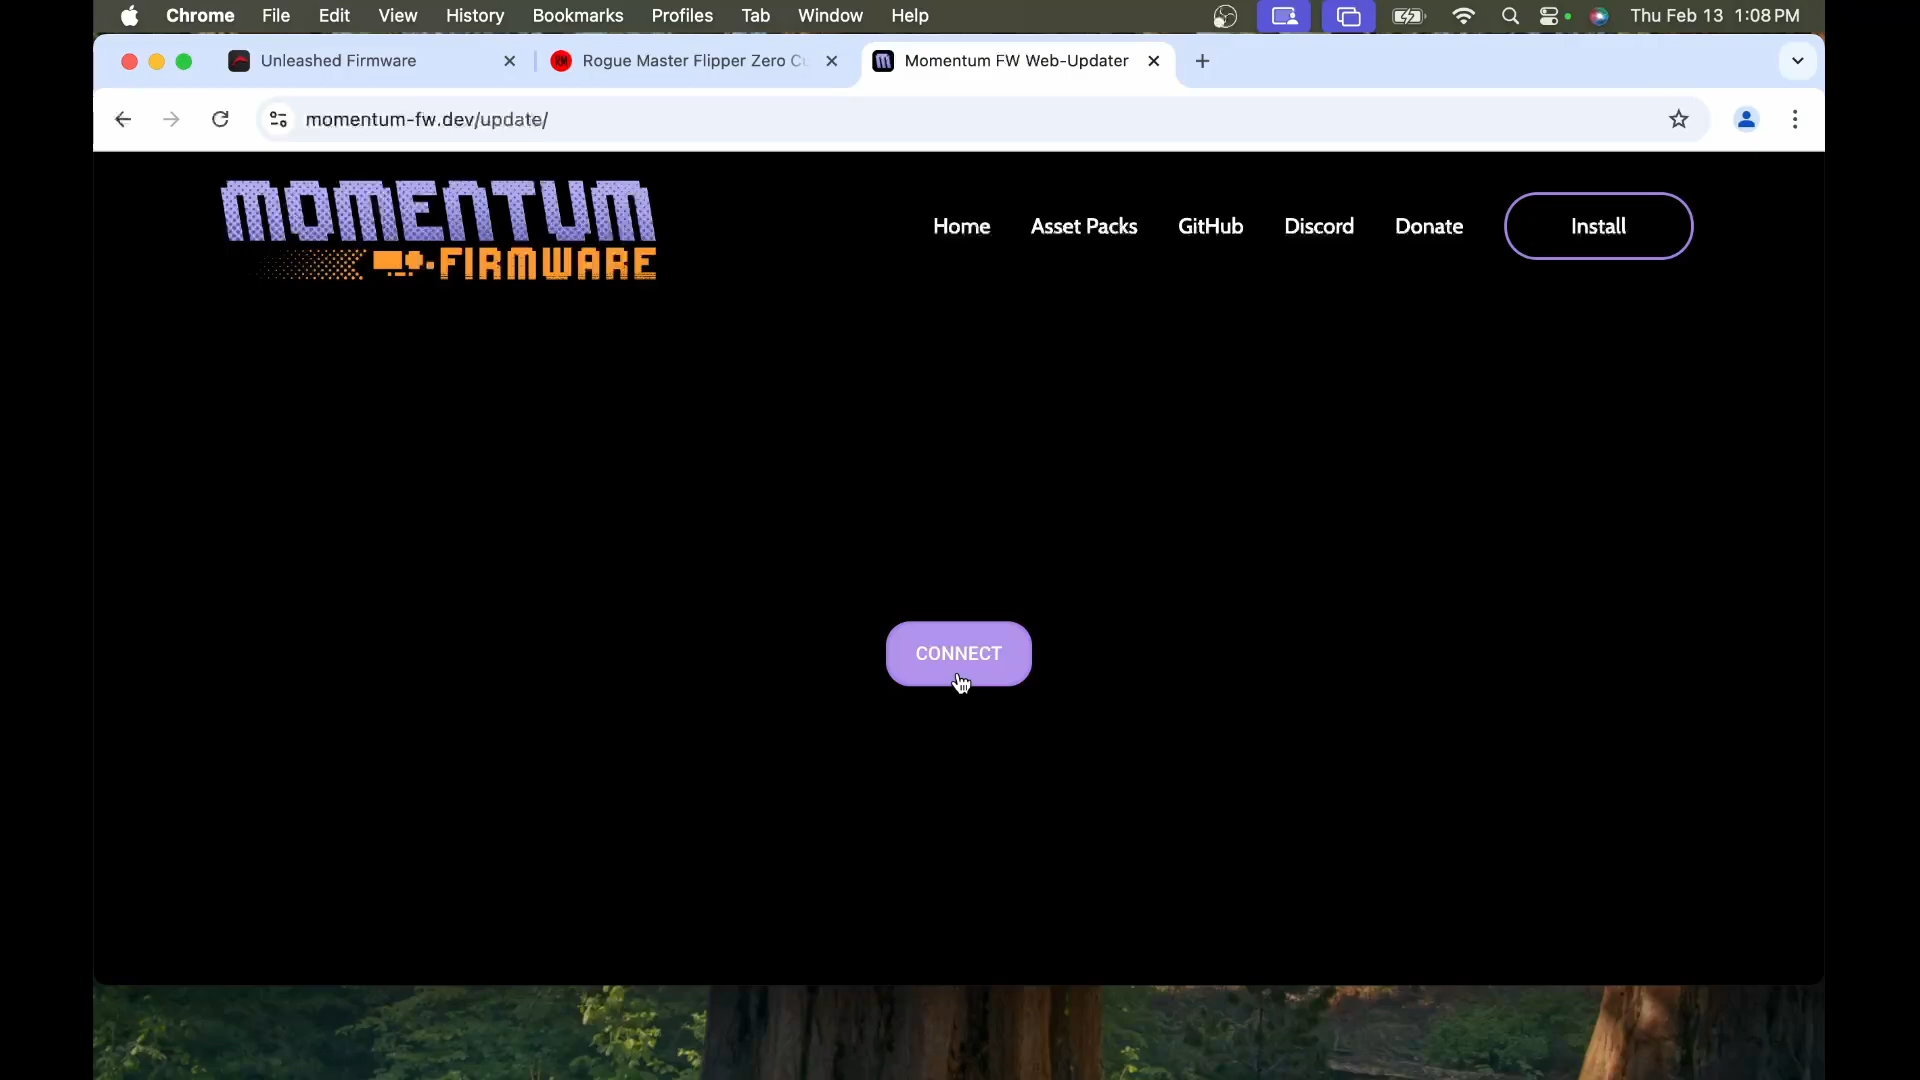 Chrome File Edit View History Bookmarks Profiles Tab Window Help Thu Feb 13 1:08 PM
Unleashed Firmware Rogue Master Flipper Zero Cu Momentum FW Web-Updater
momentum-fw.dev/update/
MOMENTUM
FIRMWARE
Home Asset Packs GitHub Discord Donate Install
CONNECT